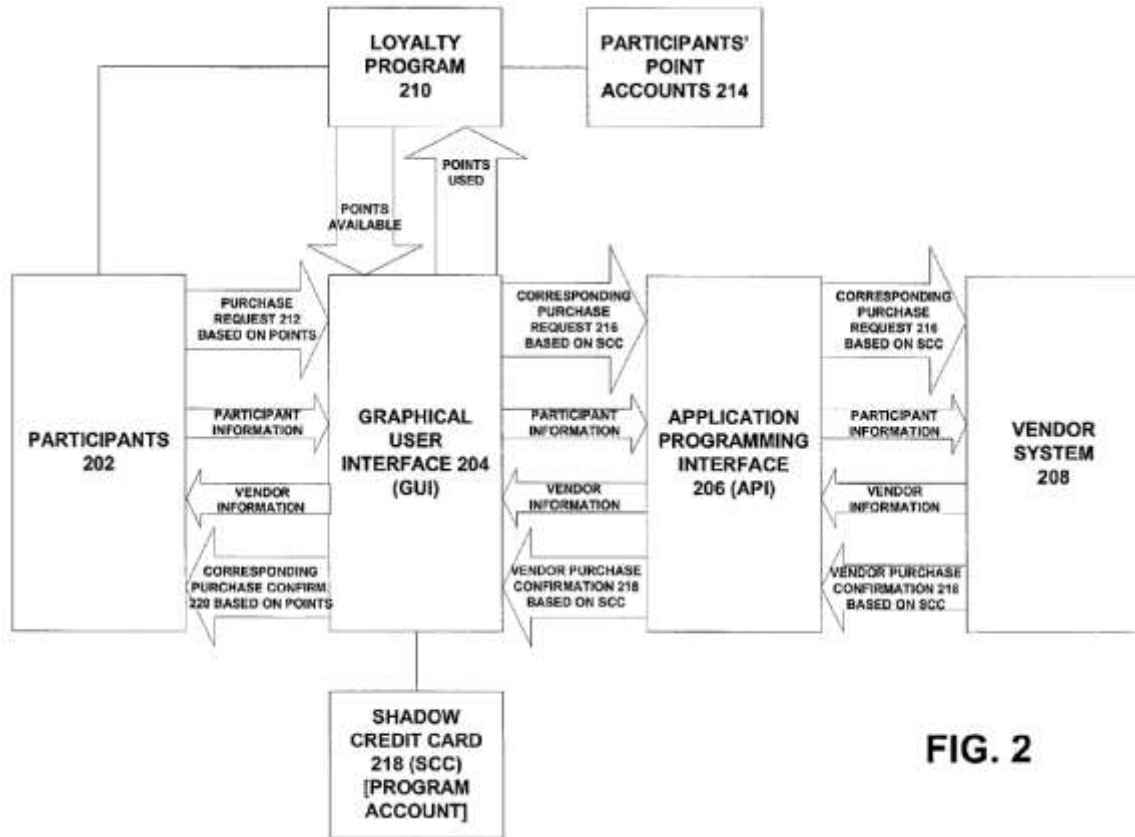 LOYALTY
PROGRAM
210
PARTICIPANTS'
POINT
ACCOUNTS 214
POINTS
AVAILABLE
POINTS
USED
PURCHASE
REQUEST 212
BASED ON POINTS
CORRESPONDING
PURCHASE
REQUEST 216
BASED ON SCC
CORRESPONDING
PURCHASE
REQUEST 216
BASED ON SCC
PARTICIPANTS
202
PARTICIPANT
INFORMATION
GRAPHICAL
USER
INTERFACE 204
(GUI)
PARTICIPANT
INFORMATION
APPLICATION
PROGRAMMING
INTERFACE
206 (API)
PARTICIPANT
INFORMATION
VENDOR
SYSTEM
208
VENDOR
INFORMATION
VENDOR
INFORMATION
VENDOR
INFORMATION
CORRESPONDING
PURCHASE CONFIRM.
220 BASED ON POINTS
VENDOR PURCHASE
CONFIRMATION 218
BASED ON SCC
VENDOR PURCHASE
CONFIRMATION 218
BASED ON SCC
SHADOW
CREDIT CARD
218 (SCC)
[PROGRAM
ACCOUNT]
FIG. 2